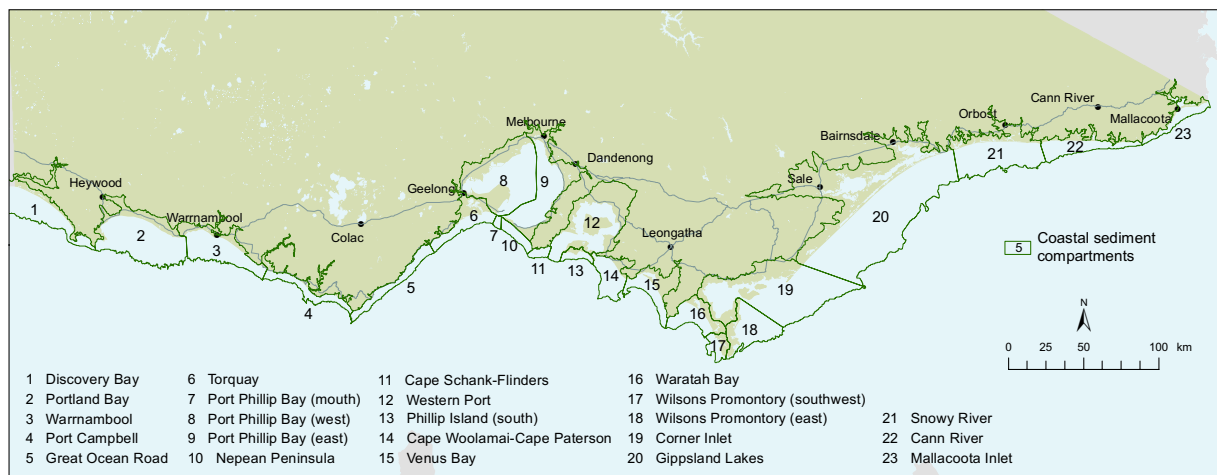 Cann River
Orbost
Mallacoota
Melbourne
Bairnsdale
23
Dandenong
21
22
Heywood
Geelong
8
9
Sale
1
Warrnambool
6
12
20
2
Colac
7
10
Leongatha
3
5
11
13
14
15
19
5 Coastal sediment
compartments
4
16
18
17
N
0 25 50 100 km
1 Discovery Bay
2 Portland Bay
3 Warrnambool
4 Port Campbell
5 Great Ocean Road
6 Torquay
7 Port Phillip Bay (mouth)
8 Port Phillip Bay (west)
9 Port Phillip Bay (east)
10 Nepean Peninsula
11 Cape Schank-Flinders
12 Western Port
13 Phillip Island (south)
14 Cape Woolamai-Cape Paterson
15 Venus Bay
16 Waratah Bay
17 Wilsons Promontory (southwest)
18 Wilsons Promontory (east)
19 Corner Inlet
20 Gippsland Lakes
21 Snowy River
22 Cann River
23 Mallacoota Inlet